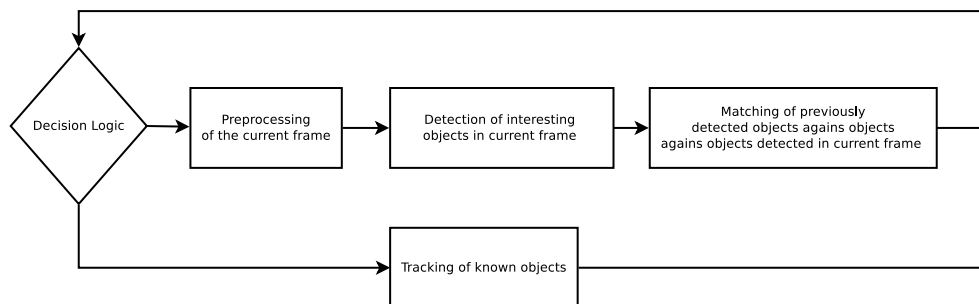 Decision Logic
Preprocessing
of the current frame
Detection of interesting
objects in current frame
Matching of previously
detected objects agains objects
agains objects detected in current frame
Tracking of known objects